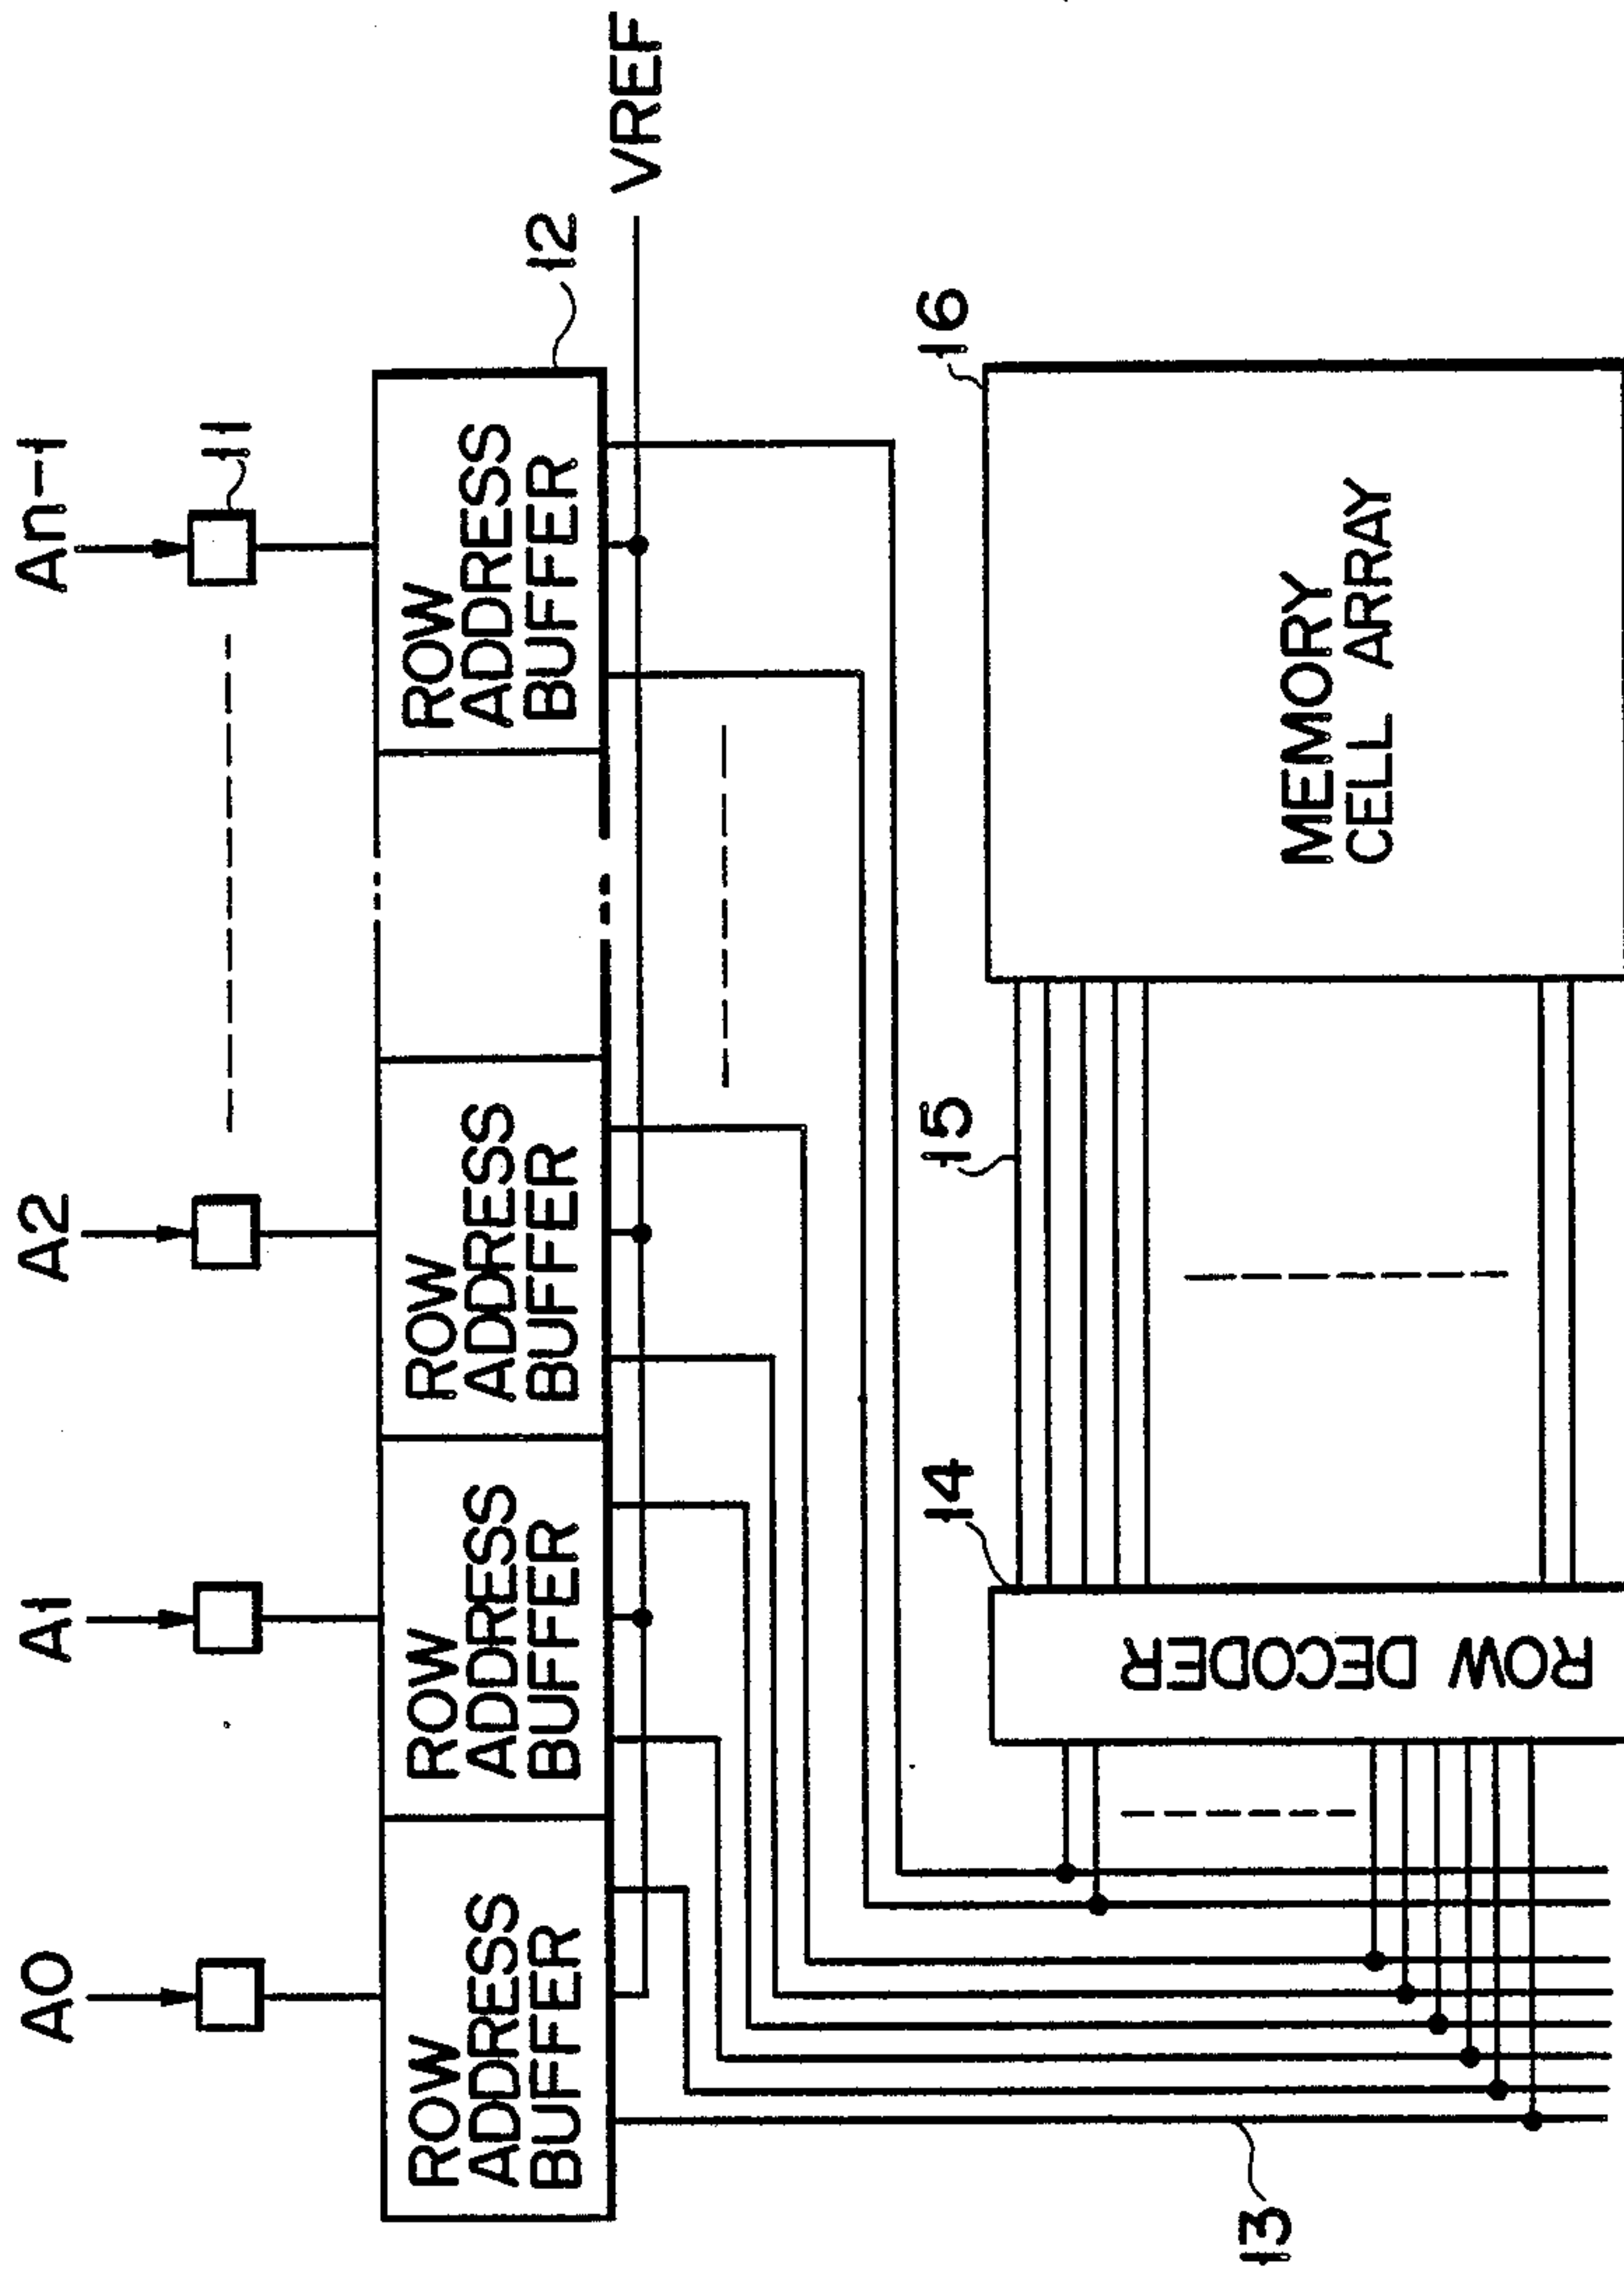 A0
A1
A2
An-1
11
ROW
ADDRESS
BUFFER
ROW
ADDRESS
BUFFER
ROW
ADDRESS
BUFFER
ROW
ADDRESS
BUFFER
12
VREF
13
14
15
16
ROW DECODER
MEMORY
CELL ARRAY